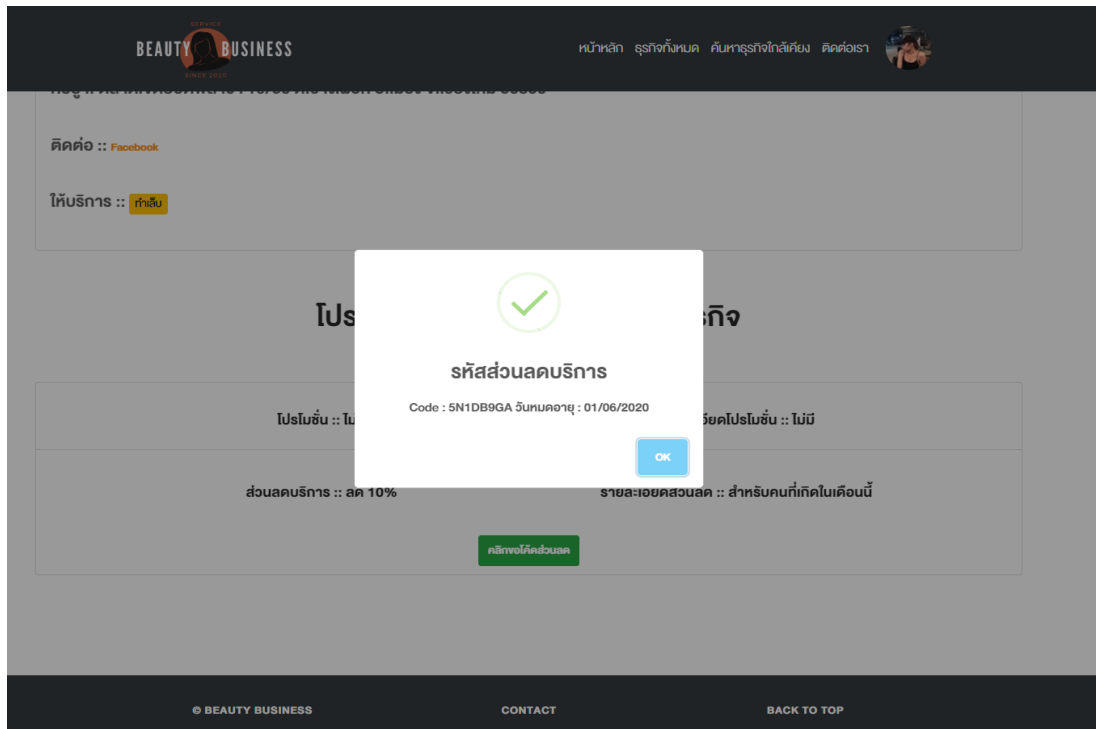 SERVICE
BEAUTY BUSINESS
SINCE 2020
หน้าหลัก ธุรกิจทั้งหมด ค้นหาธุรกิจใกล้เคียง ติดต่อเรา
ติดต่อ :: Facebook
ให้บริการ :: ทำเล็บ
โปร รกิจ
รหัสส่วนลดบริการ
Code : 5N1DB9GA วันหมดอายุ : 01/06/2020
OK
โปรโมชั่น :: ไม ียดโปรโมชั่น :: ไม่มี
ส่วนลดบริการ :: ลด 10% รายละเอียดส่วนลด :: สำหรับคนที่เกิดในเดือนนี้
คลิกขอโค้ดส่วนลด
© BEAUTY BUSINESS CONTACT BACK TO TOP